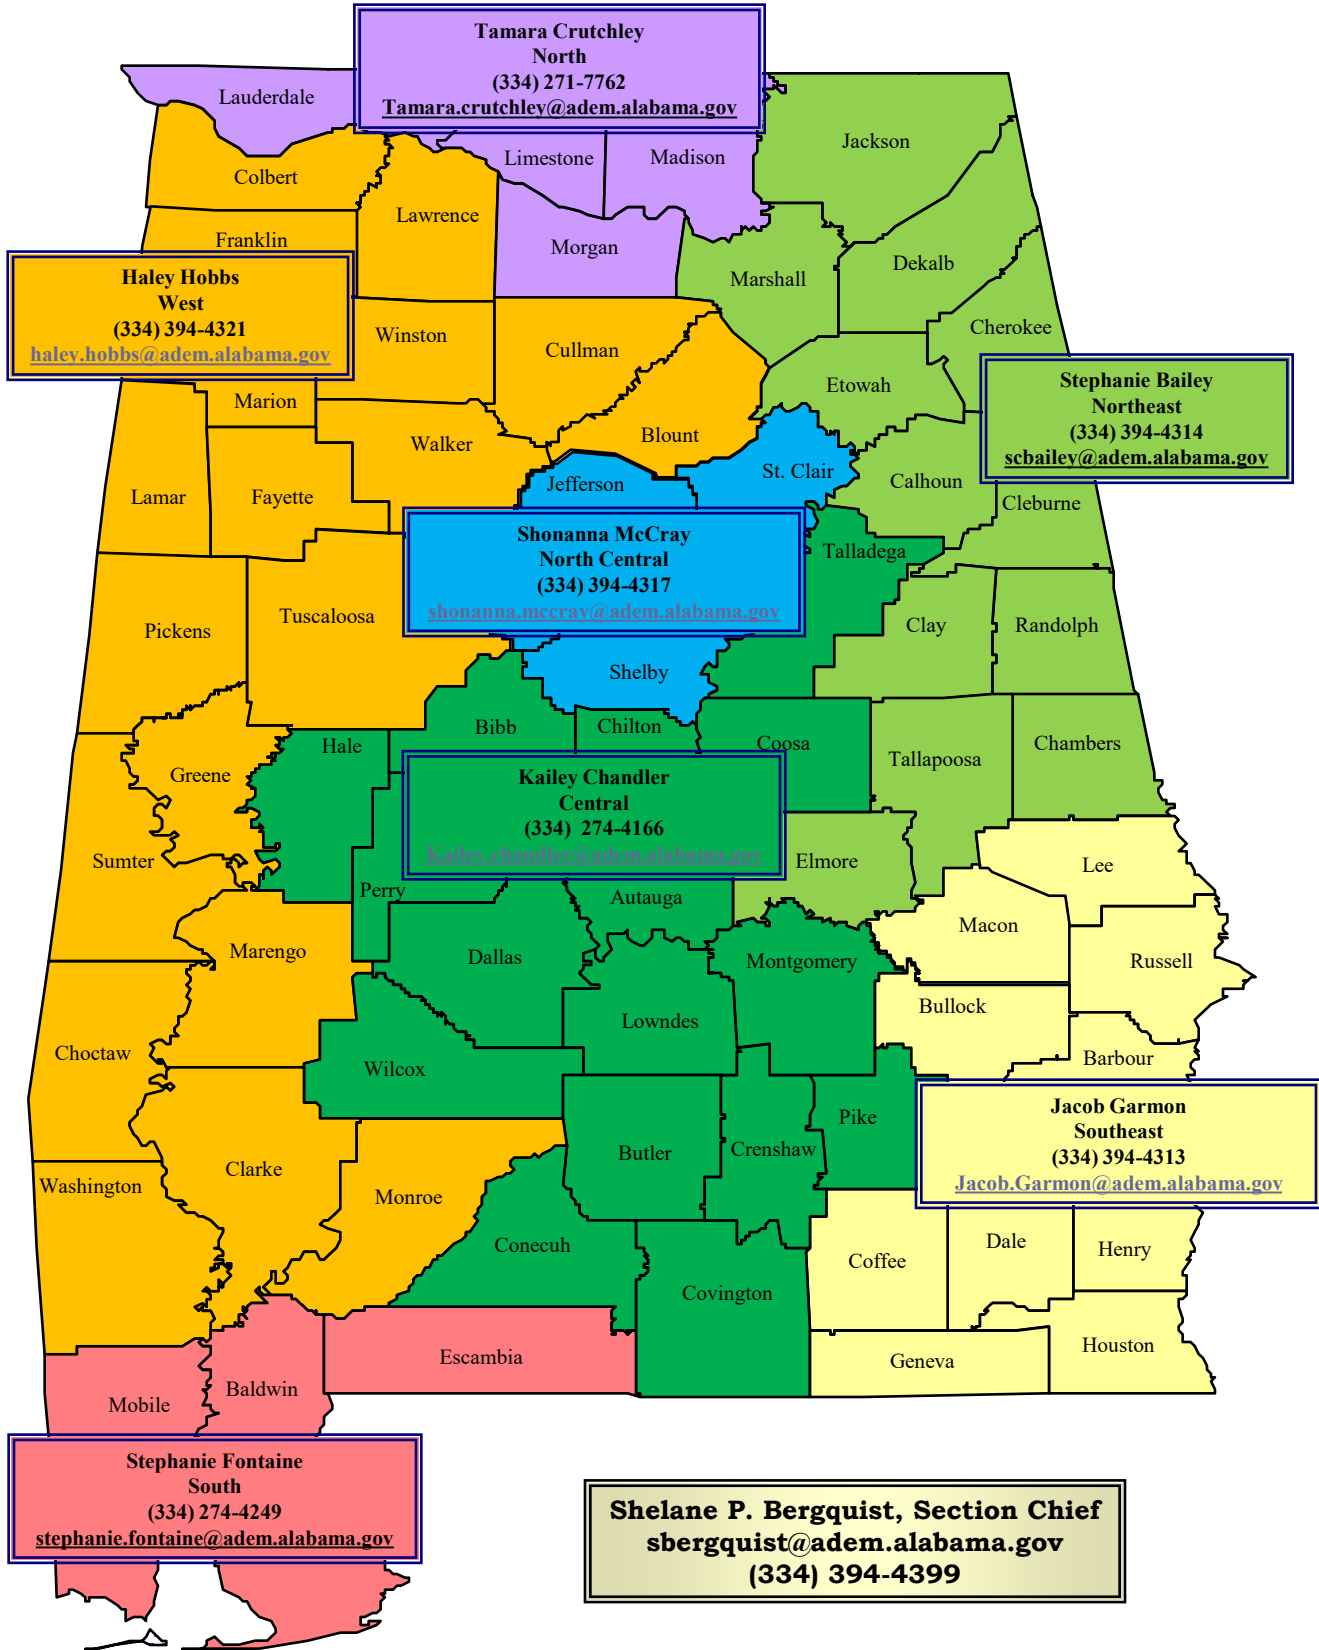 Tamara Crutchley
North
(334) 271-7762
Tamara.crutchley@adem.alabama.gov
Lauderdale
Jackson
Limestone
Madison
Colbert
Lawrence
Franklin
Morgan
Dekalb
Marshall
Haley Hobbs
West
(334) 394-4321
haley.hobbs@adem.alabama.gov
Winston
Cullman
Cherokee
Etowah
Stephanie Bailey
Northeast
(334) 394-4314
scbailey@adem.alabama.gov
Marion
Walker
Blount
St. Clair
Calhoun
Jefferson
Lamar
Fayette
Cleburne
Shonanna McCray
North Central
(334) 394-4317
shonanna.mccray@adem.alabama.gov
Talladega
Tuscaloosa
Pickens
Clay
Randolph
Shelby
Bibb
Chilton
Hale
Coosa
Chambers
Tallapoosa
Greene
Kailey Chandler
Central
(334) 274-4166
Kailey.chandler@adem.alabama.gov
Sumter
Elmore
Lee
Perry
Autauga
Macon
Marengo
Dallas
Montgomery
Russell
Bullock
Lowndes
Choctaw
Wilcox
Barbour
Jacob Garmon
Southeast
(334) 394-4313
Jacob.Garmon@adem.alabama.gov
Pike
Butler
Crenshaw
Clarke
Washington
Monroe
Conecuh
Coffee
Dale
Henry
Covington
Escambia
Geneva
Houston
Baldwin
Mobile
Stephanie Fontaine
South
(334) 274-4249
stephanie.fontaine@adem.alabama.gov
Shelane P. Bergquist, Section Chief
sbergquist@adem.alabama.gov
(334) 394-4399